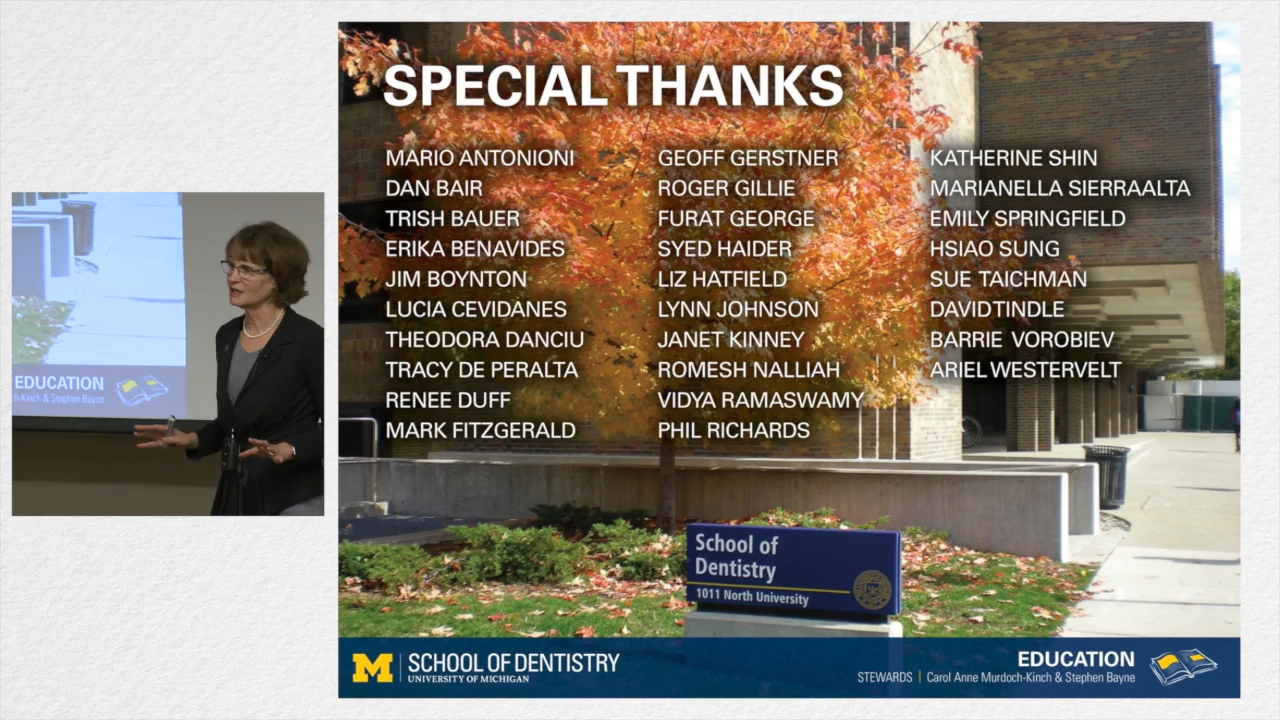 SPECIAL THANKS
MARIO ANTONIONI
DAN BAIR
TRISH BAUER
ERIKA BENAVIDES
JIM BOYNTON
LUCIA CEVIDANES
THEODORA DANCIU
TRACY DE PERALTA
RENEE DUFF
MARK FITZGERALD
GEOFF GERSTNER
ROGER GILLIE
FURAT GEORGE
SYED HAIDER
LIZ HATFIELD
LYNN JOHNSON
JANET KINNEY
ROMESH NALLIAH
VIDYA RAMASWAMY
PHIL RICHARDS
KATHERINE SHIN
MARIANELLA SIERRAALTA
EMILY SPRINGFIELD
HSIAO SUNG
SUE TAICHMAN
DAVID TINDLE
BARRIE VOROBIEV
ARIEL WESTERVELT
EDUCATION
ch-Kinch & Stephen Bayne
School of
Dentistry
1011 North University
M SCHOOL OF DENTISTRY
UNIVERSITY OF MICHIGAN
EDUCATION
STEWARDS | Carol Anne Murdoch-Kinch & Stephen Bayne